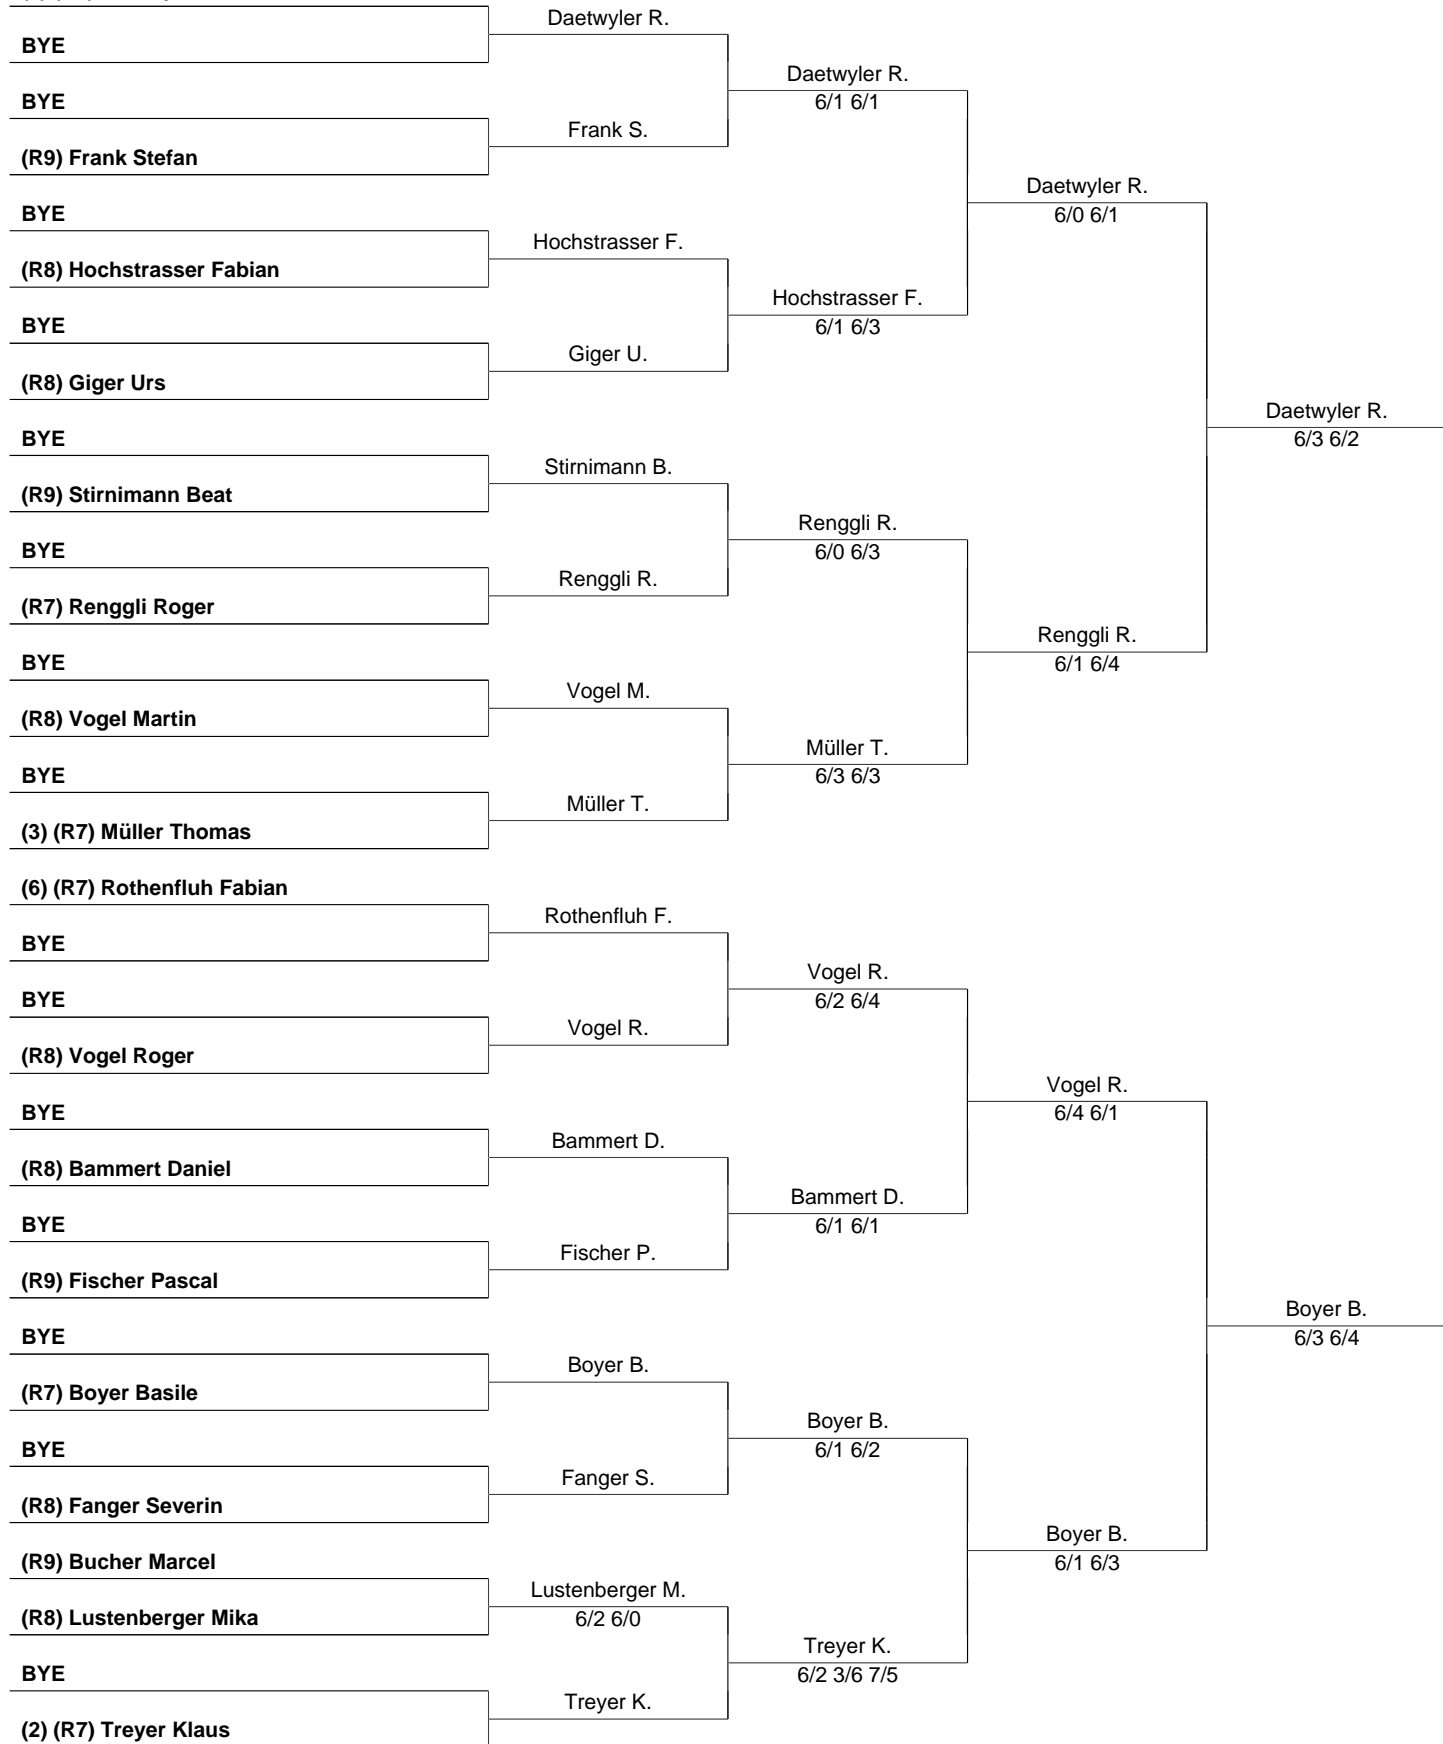 Daetwyler R.
BYE
Daetwyler R.
BYE
6/1 6/1
Frank S.
(R9) Frank Stefan
Daetwyler R.
BYE
6/0 6/1
Hochstrasser F.
(R8) Hochstrasser Fabian
Hochstrasser F.
BYE
6/1 6/3
Giger U.
(R8) Giger Urs
Daetwyler R.
BYE
6/3 6/2
Stirnimann B.
(R9) Stirnimann Beat
Renggli R.
BYE
6/0 6/3
Renggli R.
(R7) Renggli Roger
Renggli R.
BYE
6/1 6/4
Vogel M.
(R8) Vogel Martin
Müller T.
BYE
6/3 6/3
Müller T.
(3) (R7) Müller Thomas
(6) (R7) Rothenfluh Fabian
Rothenfluh F.
BYE
Vogel R.
BYE
6/2 6/4
Vogel R.
(R8) Vogel Roger
Vogel R.
BYE
6/4 6/1
Bammert D.
(R8) Bammert Daniel
Bammert D.
BYE
6/1 6/1
Fischer P.
(R9) Fischer Pascal
Boyer B.
BYE
6/3 6/4
Boyer B.
(R7) Boyer Basile
Boyer B.
BYE
6/1 6/2
Fanger S.
(R8) Fanger Severin
Boyer B.
(R9) Bucher Marcel
6/1 6/3
Lustenberger M.
(R8) Lustenberger Mika
6/2 6/0
Treyer K.
BYE
6/2 3/6 7/5
Treyer K.
(2) (R7) Treyer Klaus